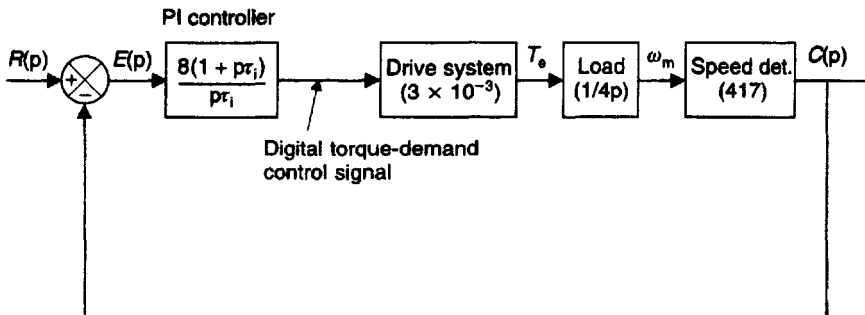 PI controller
R(p)
+
−
E(p)
8(1 + pτi)
pτi
Drive system
(3 × 10−3)
Te
Load
(1/4p)
ωm
Speed det.
(417)
C(p)
Digital torque-demand
control signal